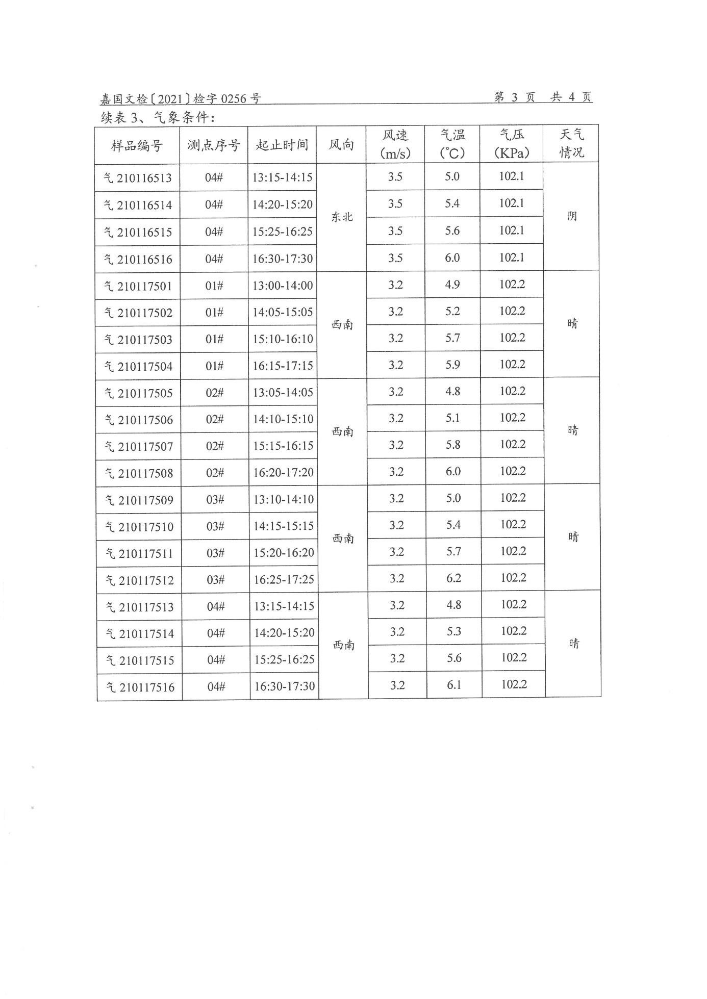 嘉国文检〔2021〕检字 0256 号 第 3 页 共 4 页
续表 3、气象条件:
样品编号 测点序号 起止时间 风向 风速 (m/s) 气温 (℃) 气压 (KPa) 天气 情况
气 210116513 04# 13:15-14:15 东北 3.5 5.0 102.1 阴
气 210116514 04# 14:20-15:20 3.5 5.4 102.1
气 210116515 04# 15:25-16:25 3.5 5.6 102.1
气 210116516 04# 16:30-17:30 3.5 6.0 102.1
气 210117501 01# 13:00-14:00 西南 3.2 4.9 102.2 晴
气 210117502 01# 14:05-15:05 3.2 5.2 102.2
气 210117503 01# 15:10-16:10 3.2 5.7 102.2
气 210117504 01# 16:15-17:15 3.2 5.9 102.2
气 210117505 02# 13:05-14:05 西南 3.2 4.8 102.2 晴
气 210117506 02# 14:10-15:10 3.2 5.1 102.2
气 210117507 02# 15:15-16:15 3.2 5.8 102.2
气 210117508 02# 16:20-17:20 3.2 6.0 102.2
气 210117509 03# 13:10-14:10 西南 3.2 5.0 102.2 晴
气 210117510 03# 14:15-15:15 3.2 5.4 102.2
气 210117511 03# 15:20-16:20 3.2 5.7 102.2
气 210117512 03# 16:25-17:25 3.2 6.2 102.2
气 210117513 04# 13:15-14:15 西南 3.2 4.8 102.2 晴
气 210117514 04# 14:20-15:20 3.2 5.3 102.2
气 210117515 04# 15:25-16:25 3.2 5.6 102.2
气 210117516 04# 16:30-17:30 3.2 6.1 102.2